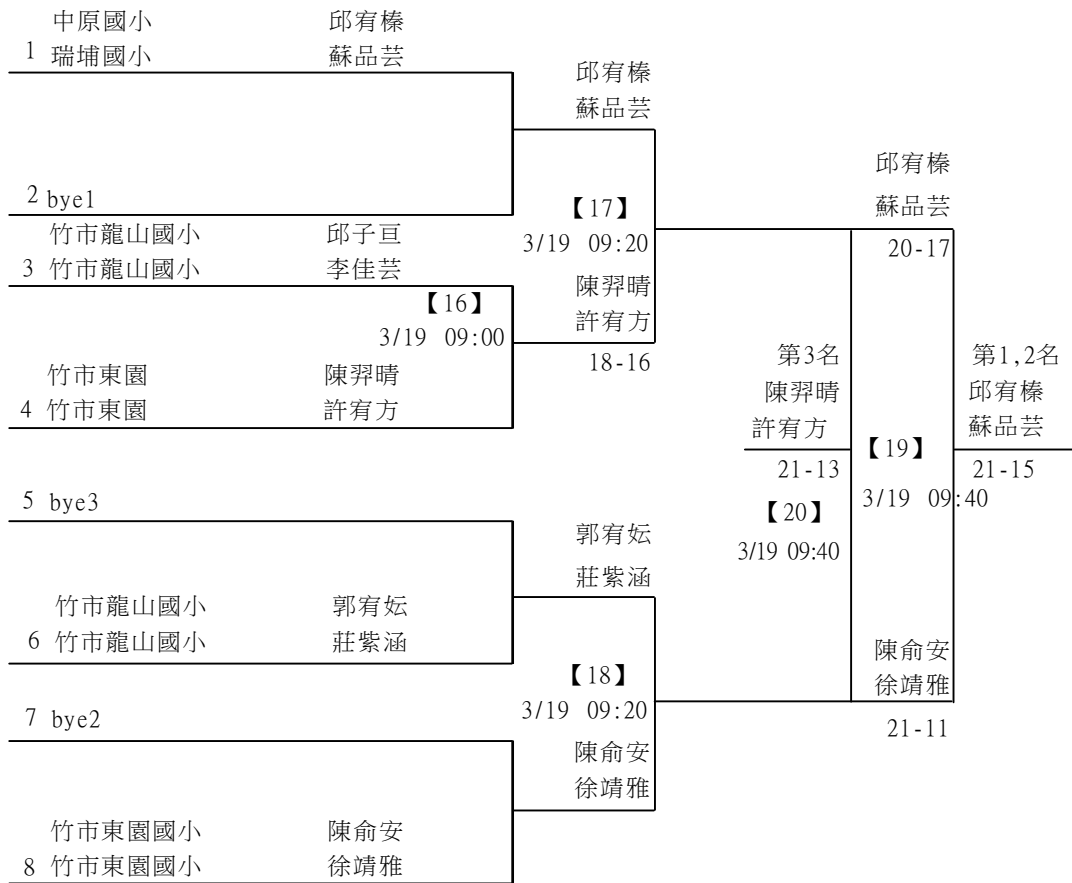 中原國小 邱宥榛
1 瑞埔國小 蘇品芸
邱宥榛
蘇品芸
邱宥榛
蘇品芸
2 bye1
【17】
竹市龍山國小 邱子亘
3/19 09:20
20-17
3 竹市龍山國小 李佳芸
陳羿晴
許宥方
【16】
3/19 09:00
18-16
竹市東園 陳羿晴
4 竹市東園 許宥方
第3名
陳羿晴
許宥方
21-13
第1,2名
邱宥榛
蘇品芸
21-15
【19】
3/19 09:40
5 bye3
【20】
3/19 09:40
郭宥妘
莊紫涵
竹市龍山國小 郭宥妘
6 竹市龍山國小 莊紫涵
【18】
3/19 09:20
陳俞安
徐靖雅
21-11
7 bye2
陳俞安
徐靖雅
竹市東園國小 陳俞安
8 竹市東園國小 徐靖雅